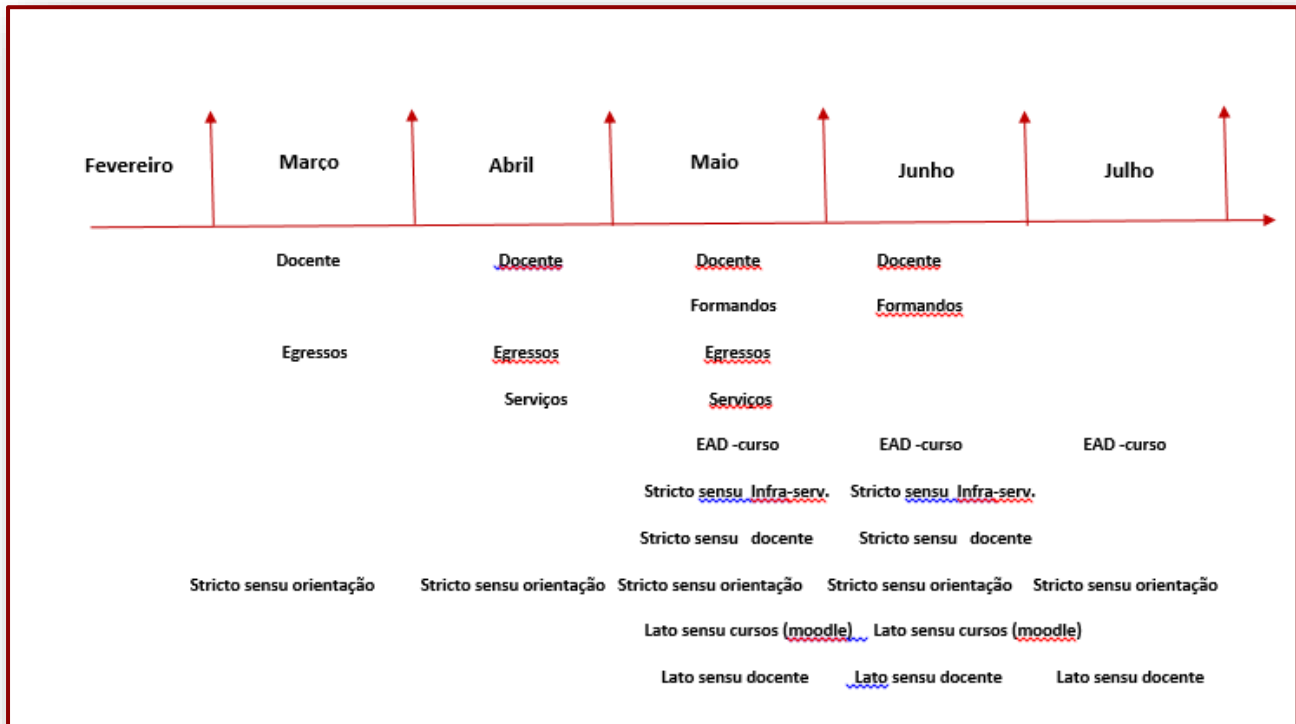 Fevereiro Março Abril Maio Junho Julho
Docente Docente Docente Docente
Formandos Formandos
Egressos Egressos Egressos
Serviços Serviços
EAD -curso EAD -curso EAD -curso
Stricto sensu Infra-serv. Stricto sensu Infra-serv.
Stricto sensu docente Stricto sensu docente
Stricto sensu orientação Stricto sensu orientação Stricto sensu orientação Stricto sensu orientação Stricto sensu orientação
Lato sensu cursos (moodle) Lato sensu cursos (moodle)
Lato sensu docente Lato sensu docente Lato sensu docente